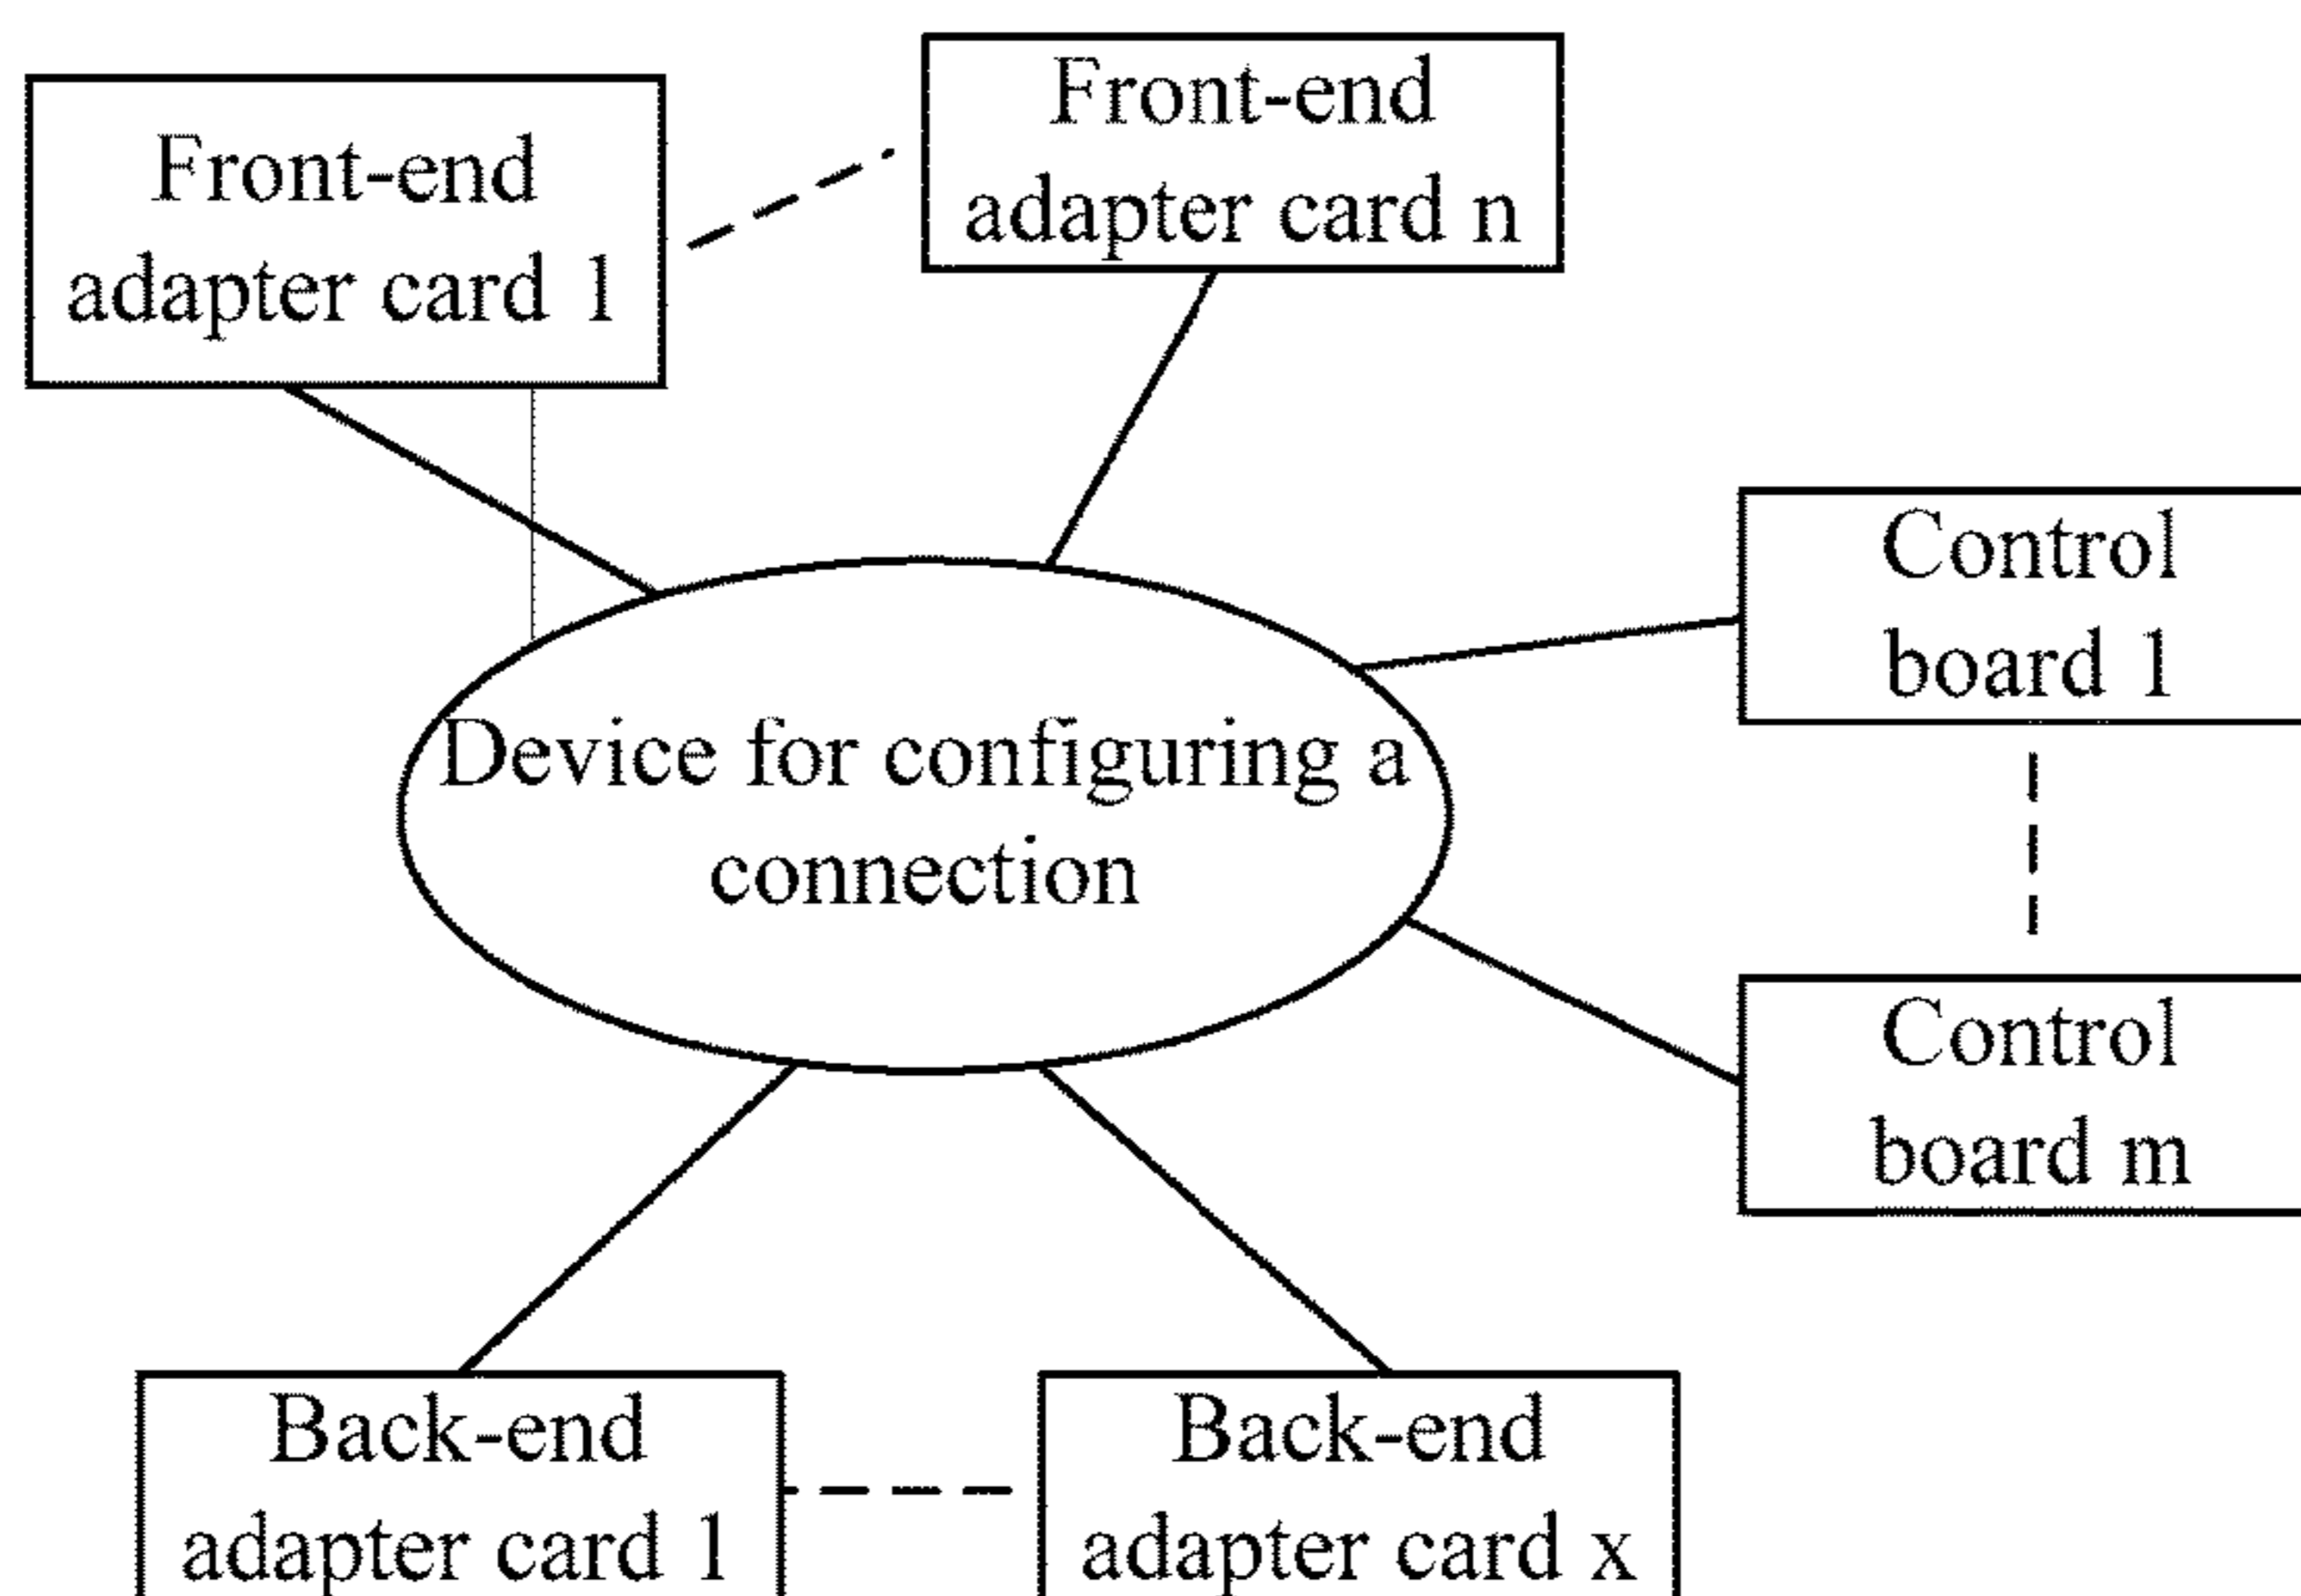 Front-end
adapter card 1
Front-end
adapter card n
Control
board 1
Device for configuring a
connection
Control
board m
Back-end
adapter card 1
Back-end
adapter card x